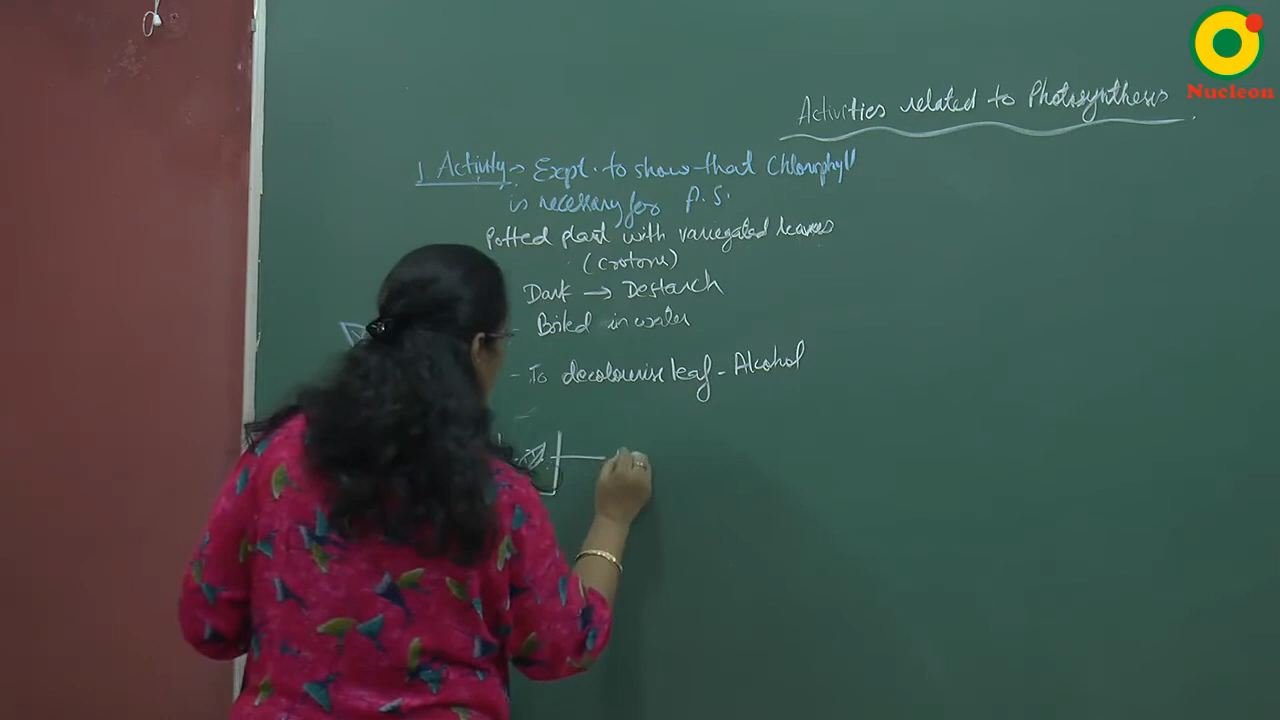 Nucleon
Activities related to Photosynthesis
1. Activity → Expt. to show that Chlorophyll
is necessary for P.S.
Potted plant with variegated leaves
(Crotons)
Dark → Destarch
- Boiled in water
- To decolourise leaf - Alcohol